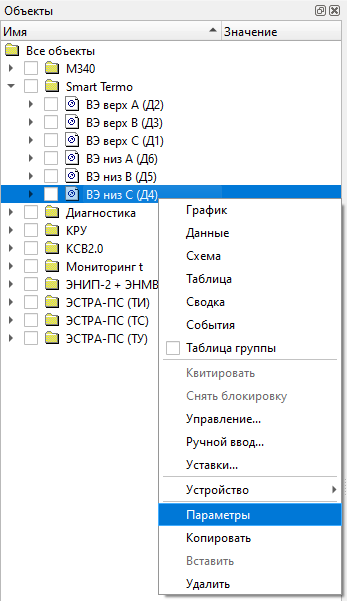 Объекты
Имя Значение
Все объекты
M340
Smart Termo
ВЭ верх А (Д2)
ВЭ верх В (Д3)
ВЭ верх С (Д1)
ВЭ низ А (Д6)
ВЭ низ В (Д5)
ВЭ низ С (Д4)
Диагностика
КРУ
КСВ2.0
Мониторинг t
ЭНИП-2 + ЭНМВ
ЭСТРА-ПС (ТИ)
ЭСТРА-ПС (ТС)
ЭСТРА-ПС (ТУ)
График
Данные
Схема
Таблица
Сводка
События
Таблица группы
Квитировать
Снять блокировку
Управление...
Ручной ввод...
Уставки...
Устройство
Параметры
Копировать
Вставить
Удалить